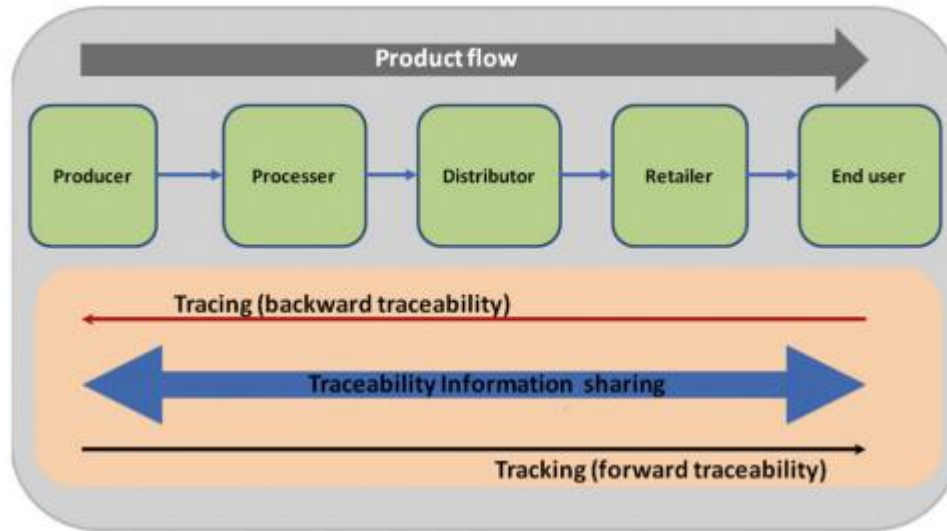 Product flow
Producer
Processer
Distributor
Retailer
End user
Tracing (backward traceability)
Traceability Information sharing
Tracking (forward traceability)